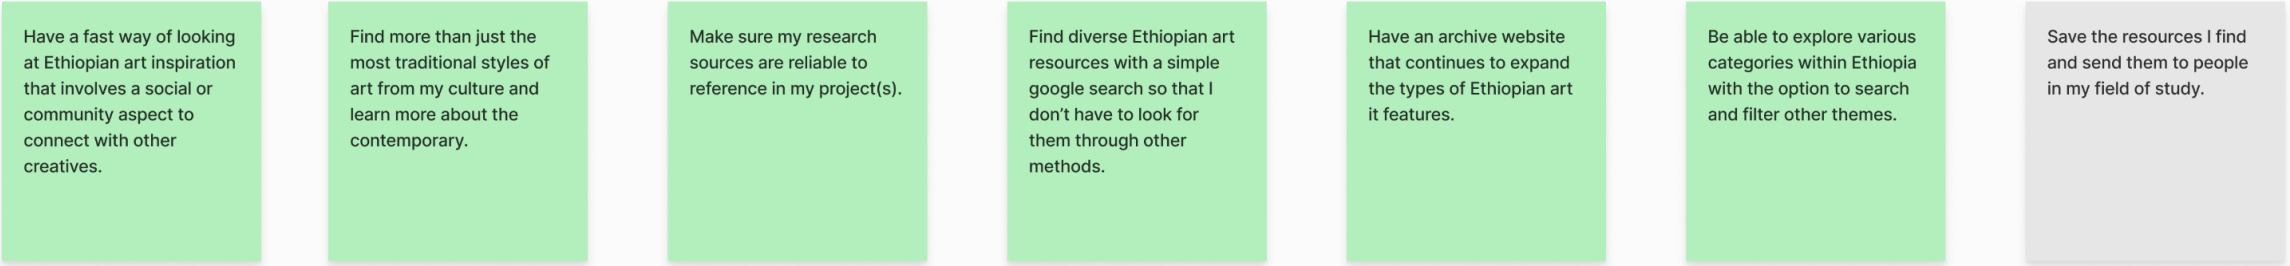 Have a fast way of looking
at Ethiopian art inspiration
that involves a social or
community aspect to
connect with other
creatives.
Find more than just the
most traditional styles of
art from my culture and
learn more about the
contemporary.
Make sure my research
sources are reliable to
reference in my project(s).
Find diverse Ethiopian art
resources with a simple
google search so that I
don’t have to look for
them through other
methods.
Have an archive website
that continues to expand
the types of Ethiopian art
it features.
Be able to explore various
categories within Ethiopia
with the option to search
and filter other themes.
Save the resources I find
and send them to people
in my field of study.